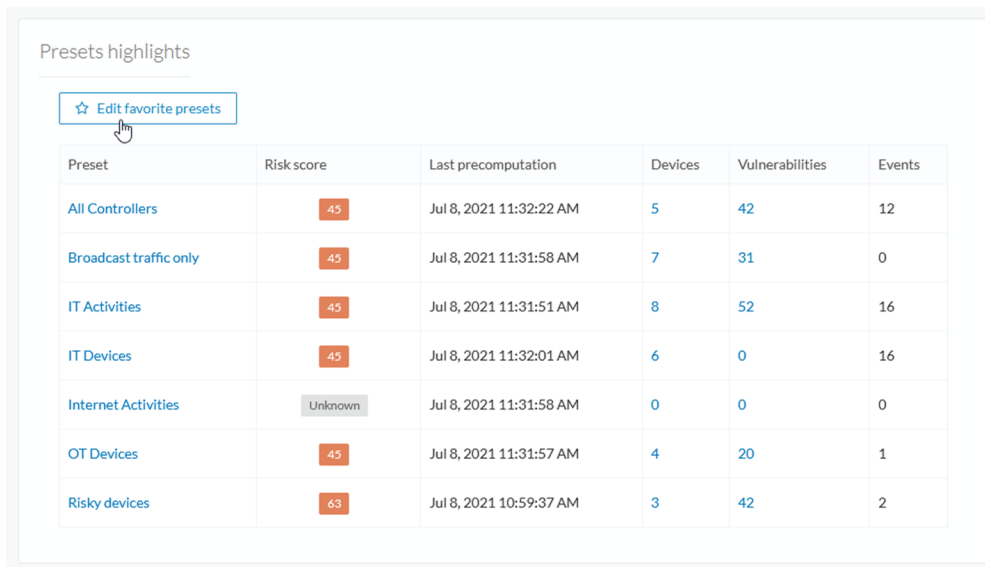 Presets highlights
Edit favorite presets
Preset Risk score Last precomputation Devices Vulnerabilities Events
All Controllers 45 Jul 8, 2021 11:32:22 AM 5 42 12
Broadcast traffic only 45 Jul 8, 2021 11:31:58 AM 7 31 0
IT Activities 45 Jul 8, 2021 11:31:51 AM 8 52 16
IT Devices 45 Jul 8, 2021 11:32:01 AM 6 0 16
Internet Activities Unknown Jul 8, 2021 11:31:58 AM 0 0 0
OT Devices 45 Jul 8, 2021 11:31:57 AM 4 20 1
Risky devices 63 Jul 8, 2021 10:59:37 AM 3 42 2